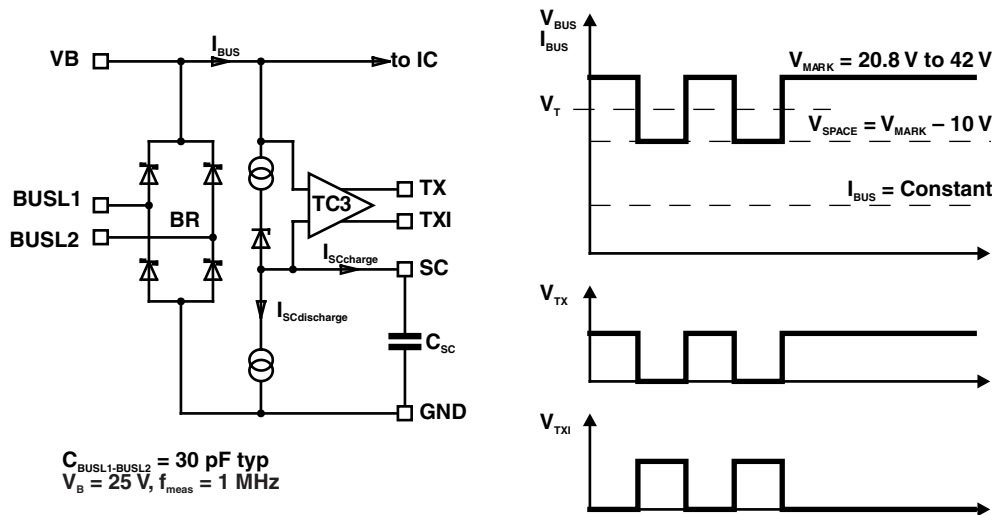 VB
I_BUS
to IC
BUSL1
BUSL2
BR
TC3
TX
TXI
I_SCcharge
SC
I_SCdischarge
C_SC
GND
C_BUSL1-BUSL2 = 30 pF typ
V_B = 25 V, f_meas = 1 MHz
V_BUS
I_BUS
V_MARK = 20.8 V to 42 V
V_T
V_SPACE = V_MARK – 10 V
I_BUS = Constant
V_TX
V_TXI